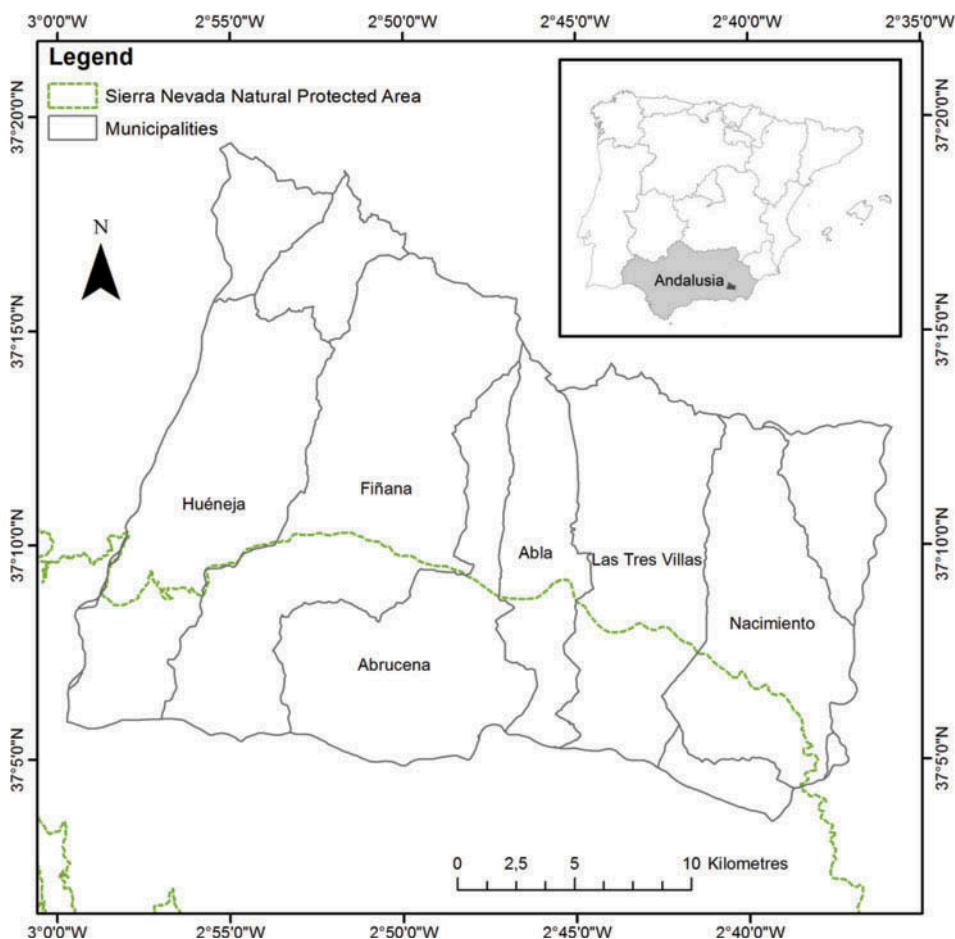 3°0'0"W 2°55'0"W 2°50'0"W 2°45'0"W 2°40'0"W 2°35'0"W
Legend
Sierra Nevada Natural Protected Area
Municipalities
37°20'0"N 37°20'0"N
N
Andalusia
37°15'0"N 37°15'0"N
Huéneja
Fiñana
37°10'0"N 37°10'0"N
Abla
Las Tres Villas
Nacimiento
Abrucena
37°5'0"N 37°5'0"N
0 2,5 5 10 Kilometres
3°0'0"W 2°55'0"W 2°50'0"W 2°45'0"W 2°40'0"W